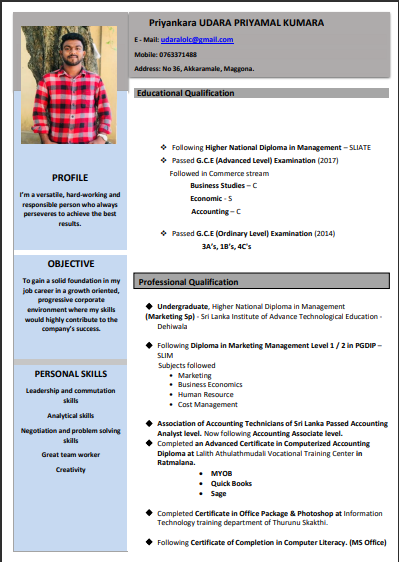 Priyankara UDARA PRIYAMAL KUMARA
E - Mail: udaralolc@gmail.com
Mobile: 0763371488
Address: No 36, Akkaramale, Maggona.
PROFILE
I'm a versatile, hard-working and
responsible person who always
perseveres to achieve the best
results.
OBJECTIVE
To gain a solid foundation in my
job career in a growth oriented,
progressive corporate
environment where my skills
would highly contribute to the
company's success.
PERSONAL SKILLS
Leadership and commutation
skills
Analytical skills
Negotiation and problem solving
skills
Great team worker
Creativity
Educational Qualification
❖ Following Higher National Diploma in Management – SLIATE
❖ Passed G.C.E (Advanced Level) Examination (2017)
Followed in Commerce stream
Business Studies – C
Economic - S
Accounting – C
❖ Passed G.C.E (Ordinary Level) Examination (2014)
3A's, 1B's, 4C's
Professional Qualification
◆ Undergraduate, Higher National Diploma in Management
(Marketing Sp) - Sri Lanka Institute of Advance Technological Education -
Dehiwala
◆ Following Diploma in Marketing Management Level 1 / 2 in PGDIP –
SLIM
Subjects followed
• Marketing
• Business Economics
• Human Resource
• Cost Management
◆ Association of Accounting Technicians of Sri Lanka Passed Accounting
Analyst level. Now following Accounting Associate level.
◆ Completed an Advanced Certificate in Computerized Accounting
Diploma at Lalith Athulathmudali Vocational Training Center in
Ratmalana.
• MYOB
• Quick Books
• Sage
◆ Completed Certificate in Office Package & Photoshop at Information
Technology training department of Thurunu Skakthi.
◆ Following Certificate of Completion in Computer Literacy. (MS Office)